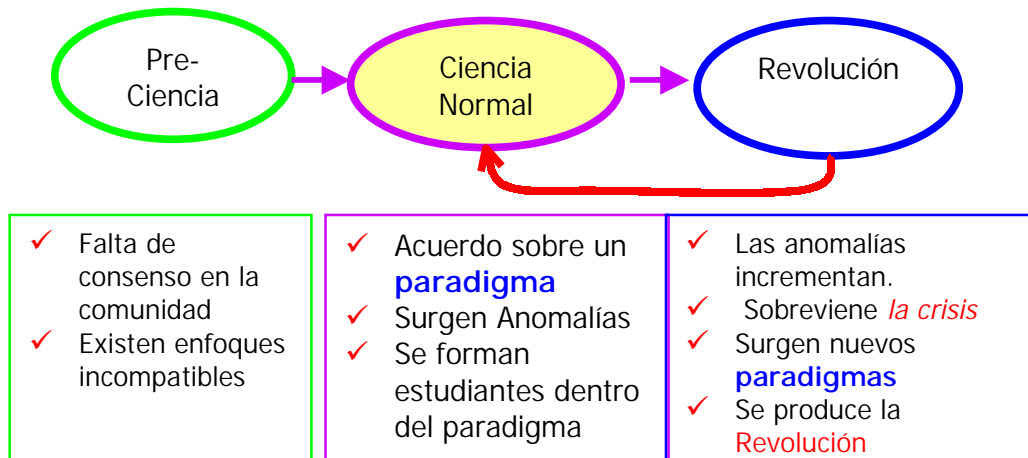 Pre-
Ciencia
Ciencia
Normal
Revolución
Falta de
consenso en la
comunidad
Existen enfoques
incompatibles
Acuerdo sobre un
paradigma
Surgen Anomalías
Se forman
estudiantes dentro
del paradigma
Las anomalías
incrementan.
Sobreviene la crisis
Surgen nuevos
paradigmas
Se produce la
Revolución